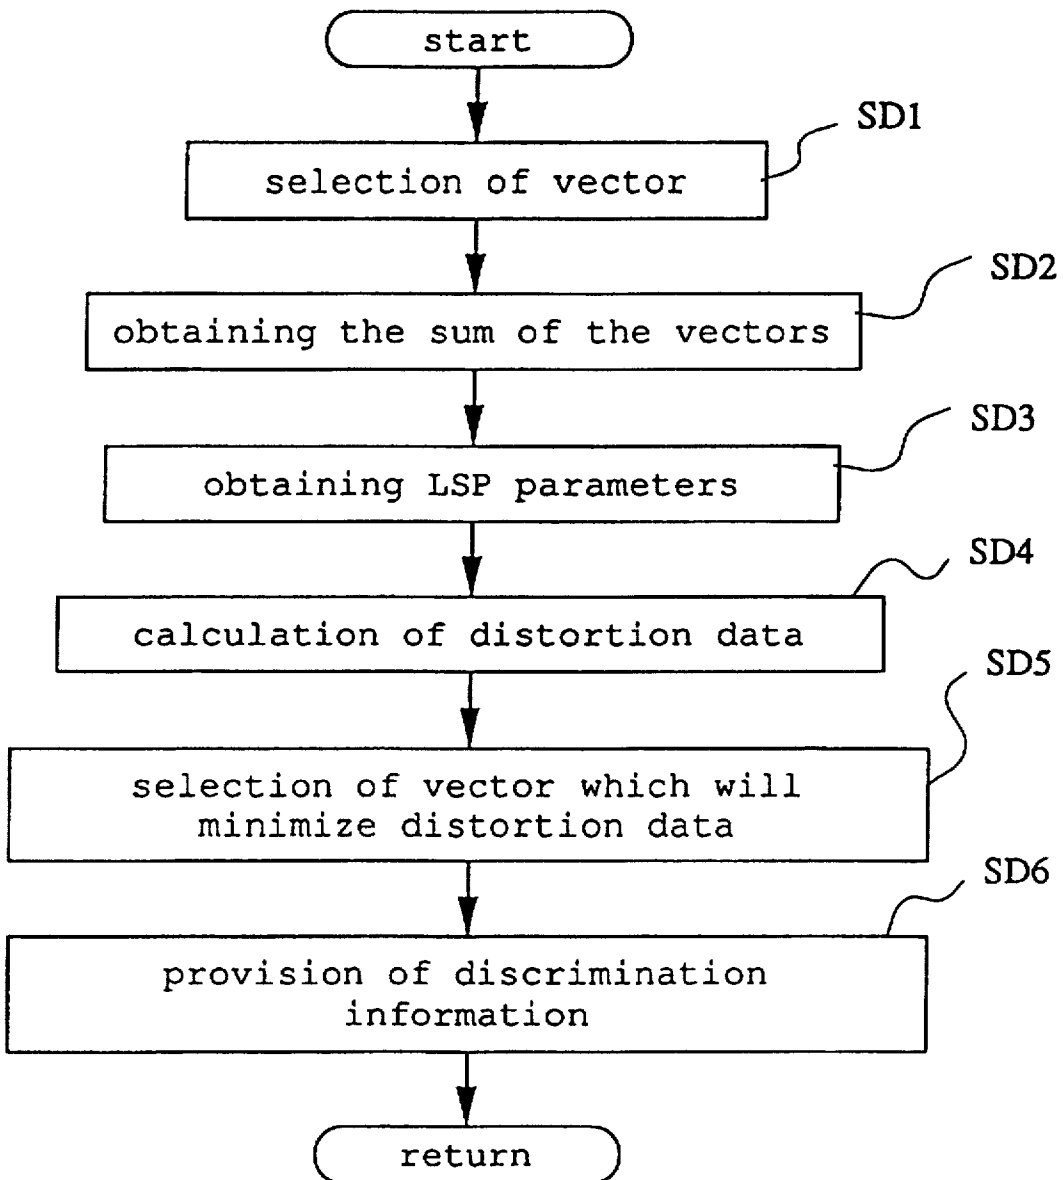 start
SD1
selection of vector
SD2
obtaining the sum of the vectors
SD3
obtaining LSP parameters
SD4
calculation of distortion data
SD5
selection of vector which will
minimize distortion data
SD6
provision of discrimination
information
return